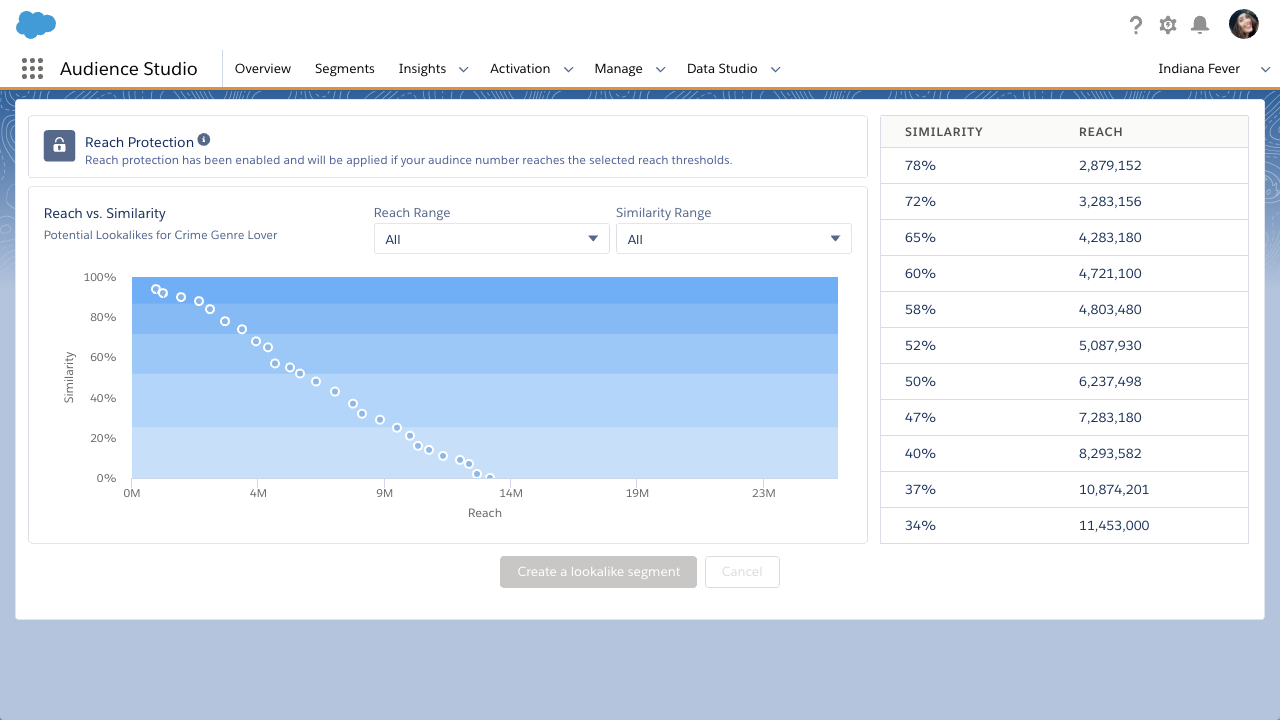 Audience Studio
Overview
Segments
Insights
Activation
Manage
Data Studio
Indiana Fever
Reach Protection
Reach protection has been enabled and will be applied if your audince number reaches the selected reach thresholds.
Reach vs. Similarity
Potential Lookalikes for Crime Genre Lover
Reach Range
All
Similarity Range
All
Similarity
100%
80%
60%
40%
20%
0%
0M 4M 9M 14M 19M 23M
Reach
SIMILARITY REACH
78% 2,879,152
72% 3,283,156
65% 4,283,180
60% 4,721,100
58% 4,803,480
52% 5,087,930
50% 6,237,498
47% 7,283,180
40% 8,293,582
37% 10,874,201
34% 11,453,000
Create a lookalike segment
Cancel